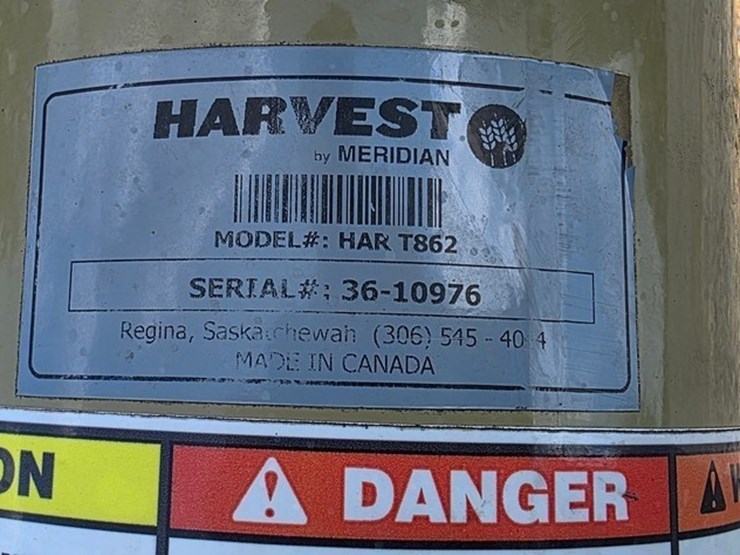 HARVEST
by MERIDIAN
MODEL#: HAR T862
SERIAL#: 36-10976
Regina, Saskatchewan (306) 545 -
MADE IN CANADA
ON
DANGER